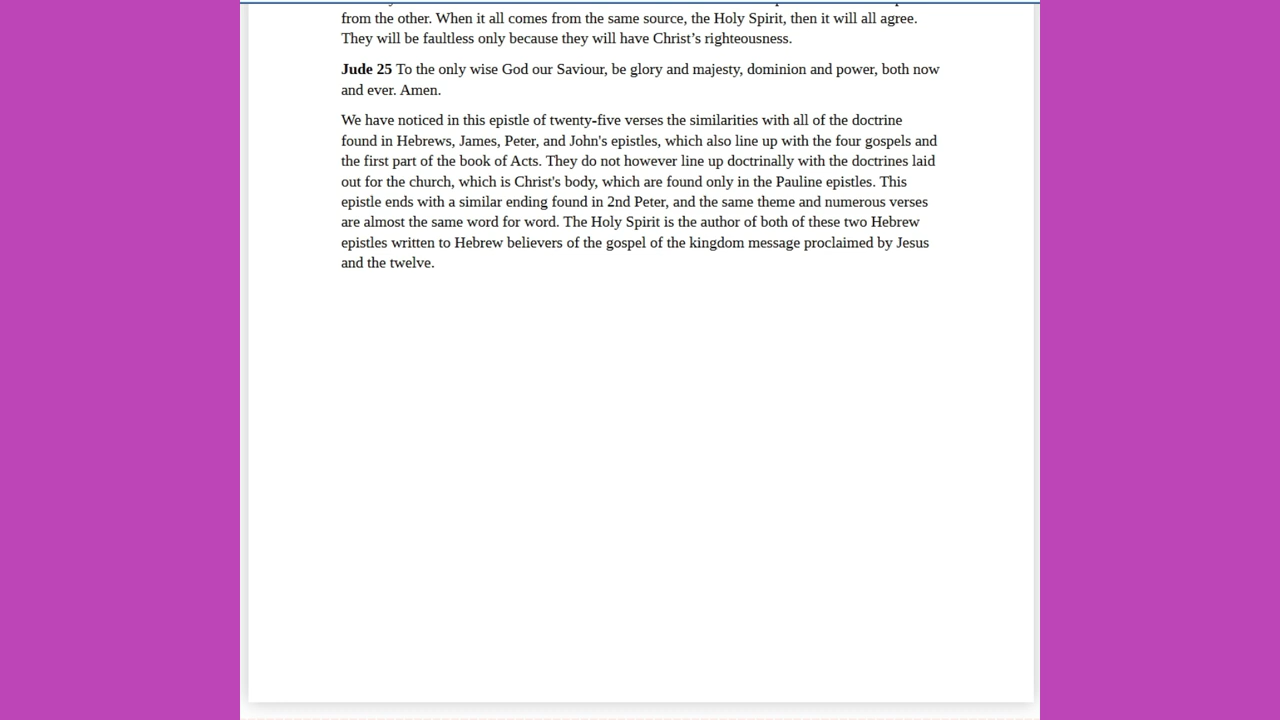 from the other. When it all comes from the same source, the Holy Spirit, then it will all agree.
They will be faultless only because they will have Christ’s righteousness.
Jude 25 To the only wise God our Saviour, be glory and majesty, dominion and power, both now
and ever. Amen.
We have noticed in this epistle of twenty-five verses the similarities with all of the doctrine
found in Hebrews, James, Peter, and John's epistles, which also line up with the four gospels and
the first part of the book of Acts. They do not however line up doctrinally with the doctrines laid
out for the church, which is Christ's body, which are found only in the Pauline epistles. This
epistle ends with a similar ending found in 2nd Peter, and the same theme and numerous verses
are almost the same word for word. The Holy Spirit is the author of both of these two Hebrew
epistles written to Hebrew believers of the gospel of the kingdom message proclaimed by Jesus
and the twelve.